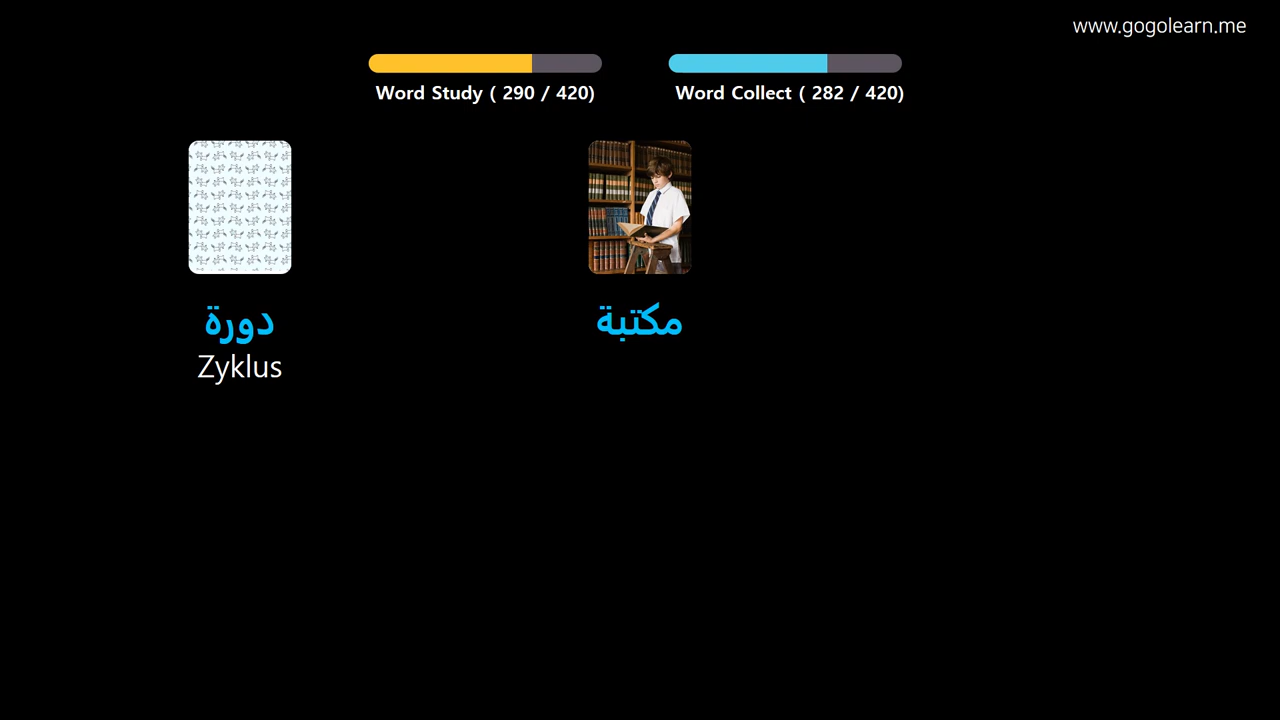 www.gogolearn.me
Word Study ( 290 / 420)
Word Collect ( 282 / 420)
دورة
Zyklus
مكتبة